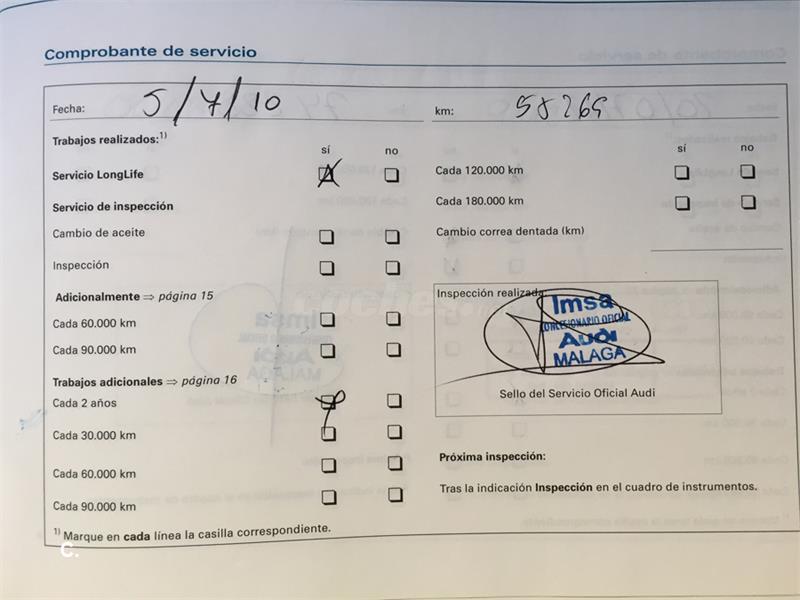 Comprobante de servicio
Fecha: 5/7/10 km: 58269
Trabajos realizados:1)
sí no sí no
Servicio LongLife Cada 120.000 km
Servicio de inspección Cada 180.000 km
Cambio de aceite Cambio correa dentada (km)
Inspección
Adicionalmente ⇒ página 15 Inspección realizada:
Imsa
CONCESIONARIO OFICIAL
Audi
MALAGA
Cada 60.000 km
Cada 90.000 km
Trabajos adicionales ⇒ página 16
Sello del Servicio Oficial Audi
Cada 2 años
Cada 30.000 km
Próxima inspección:
Cada 60.000 km
Tras la indicación Inspección en el cuadro de instrumentos.
Cada 90.000 km
1) Marque en cada línea la casilla correspondiente.
C.